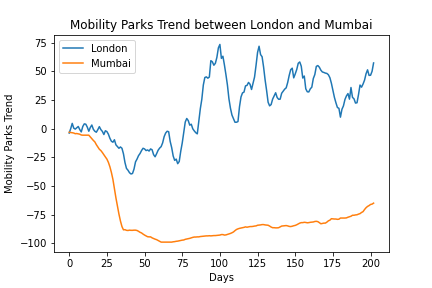 Mobility Parks Trend between London and Mumbai
London
Mumbai
Mobility Parks Trend
75
50
25
0
−25
−50
−75
−100
0 25 50 75 100 125 150 175 200
Days